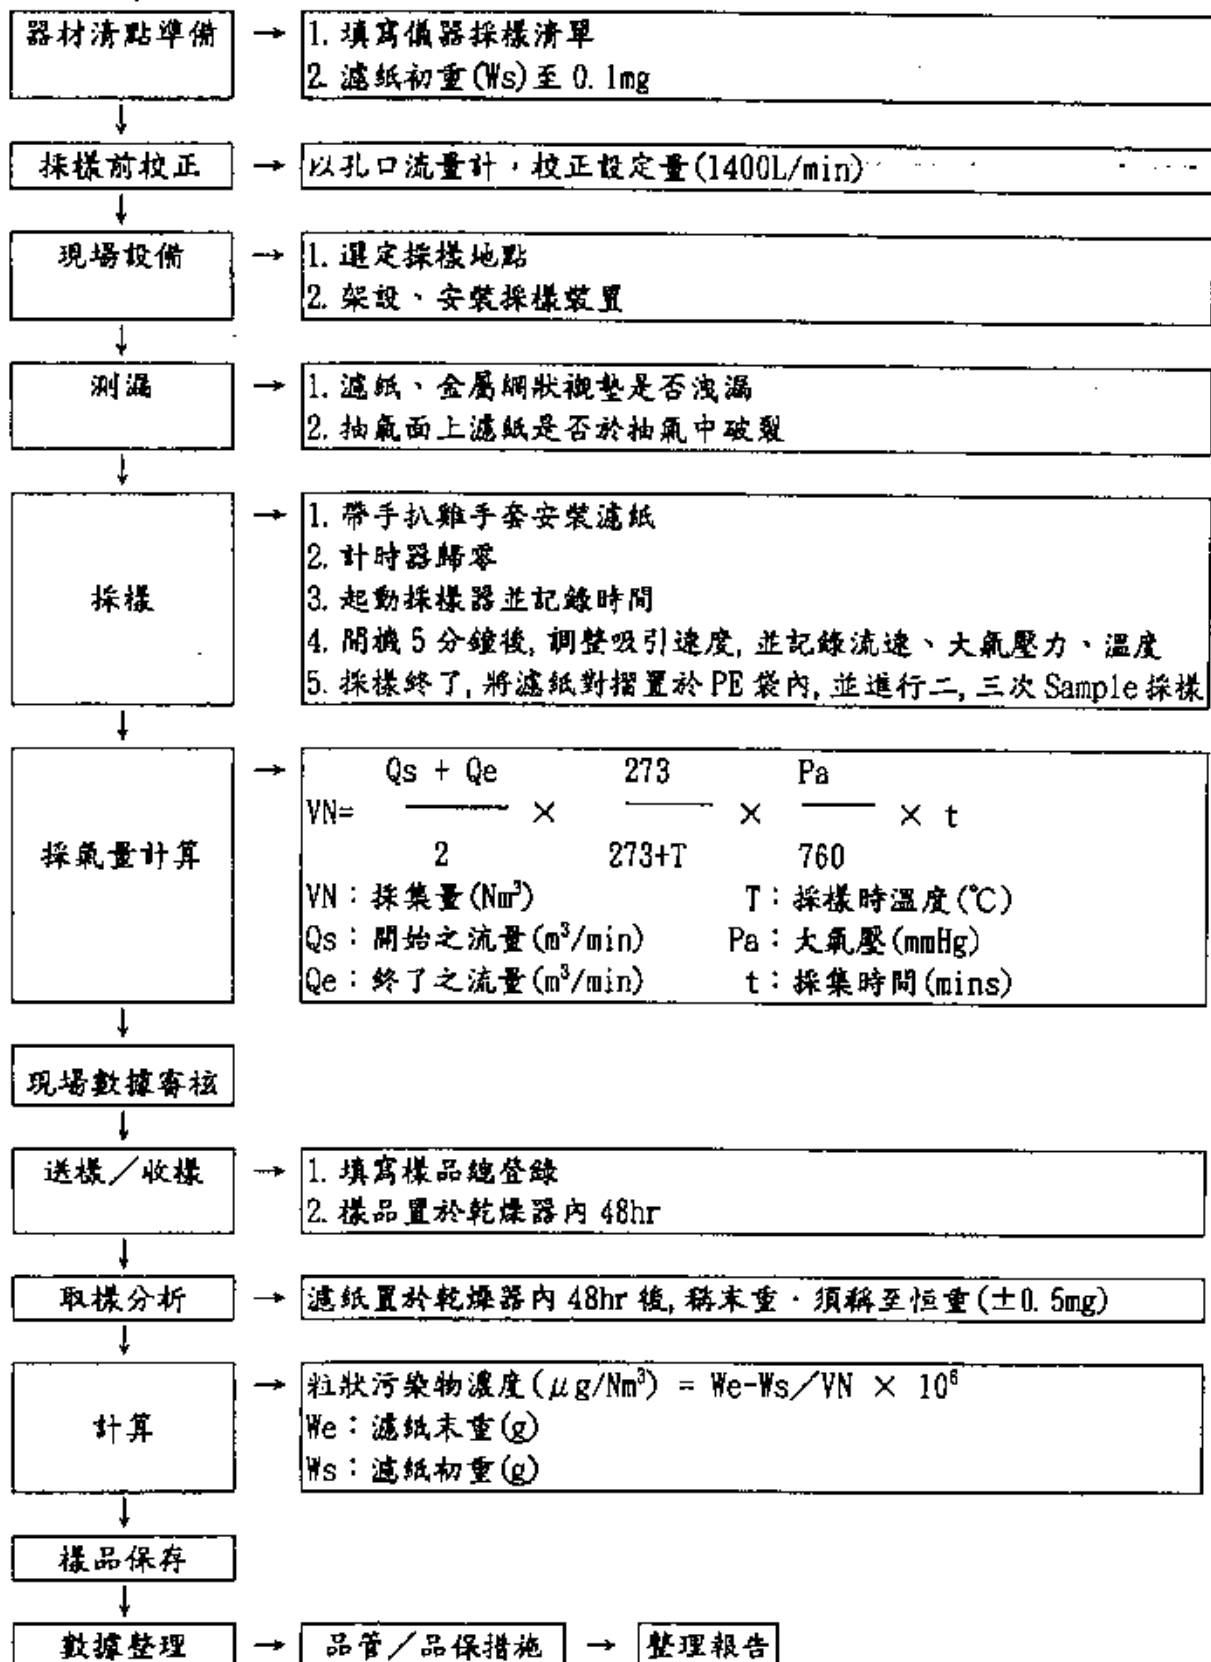 器材清點準備 → 1. 填寫儀器採樣清單
2. 濾紙初重(Ws)至 0.1mg
採樣前校正 → 以孔口流量計，校正設定量(1400L/min)
現場設備 → 1. 選定採樣地點
2. 架設、安裝採樣裝置
測漏 → 1. 濾紙、金屬網狀襯墊是否洩漏
2. 抽氣面上濾紙是否於抽氣中破裂
採樣 → 1. 帶手扒雞手套安裝濾紙
2. 計時器歸零
3. 起動採樣器並記錄時間
4. 開機 5 分鐘後, 調整吸引速度, 並記錄流速、大氣壓力、溫度
5. 採樣終了, 將濾紙對摺置於 PE 袋內, 並進行二, 三次 Sample 採樣
採氣量計算 → Qs + Qe 273 Pa
VN= ── × ── × ── × t
2 273+T 760
VN：採集量(Nm³) T：採樣時溫度(℃)
Qs：開始之流量(m³/min) Pa：大氣壓(mmHg)
Qe：終了之流量(m³/min) t：採集時間(mins)
現場數據審核
送樣／收樣 → 1. 填寫樣品總登錄
2. 樣品置於乾燥器內 48hr
取樣分析 → 濾紙置於乾燥器內 48hr 後, 稱末重．須稱至恒重(±0.5mg)
計算 → 粒狀污染物濃度(μg/Nm³) = We-Ws／VN × 10⁶
We：濾紙末重(g)
Ws：濾紙初重(g)
樣品保存
數據整理 → 品管／品保措施 → 整理報告